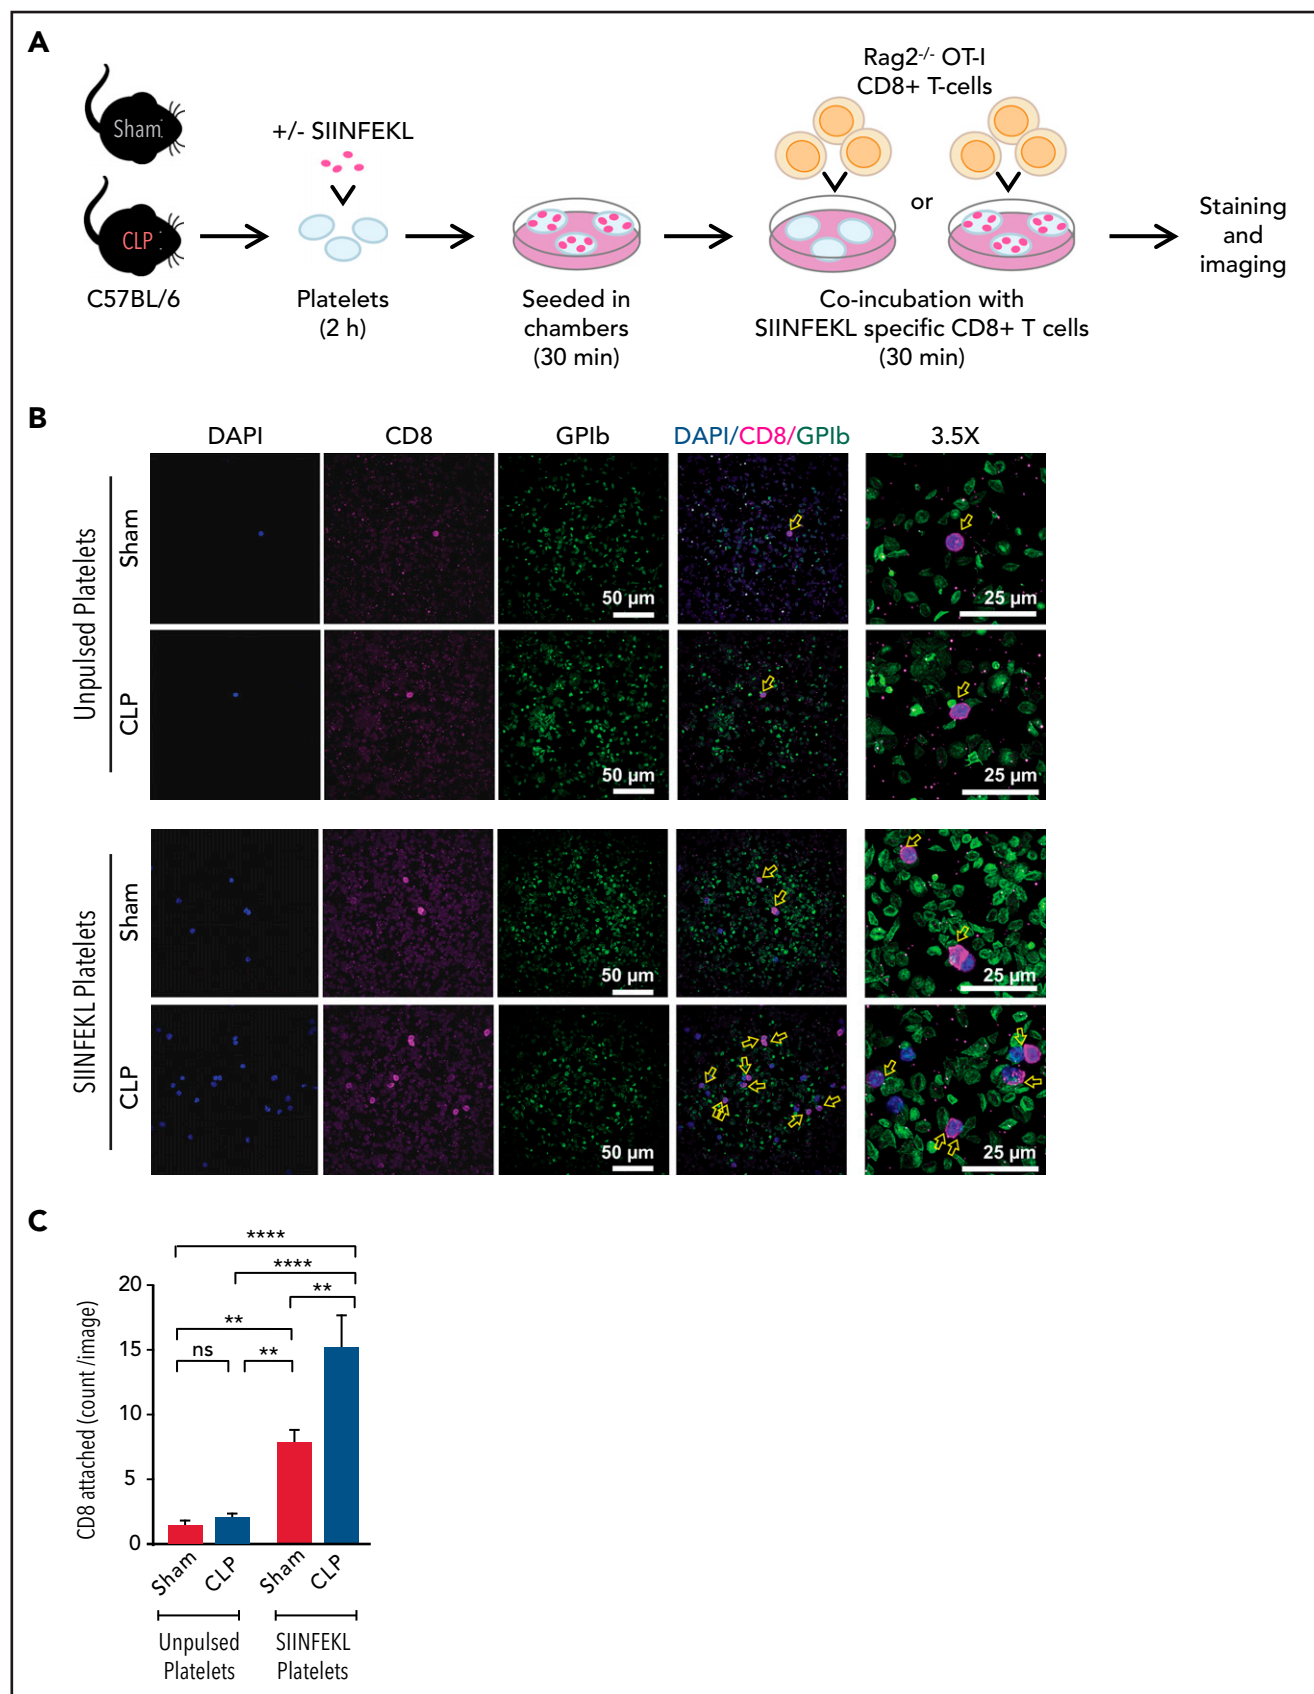 A
Sham
CLP
C57BL/6
+/- SIINFEKL
Platelets
(2 h)
Seeded in
chambers
(30 min)
Rag2-/- OT-I
CD8+ T-cells
or
Co-incubation with
SIINFEKL specific CD8+ T cells
(30 min)
Staining
and
imaging
B
DAPI
CD8
GPIb
DAPI/CD8/GPIb
3.5X
Unpulsed Platelets
Sham
50 µm
25 µm
CLP
50 µm
25 µm
SIINFEKL Platelets
Sham
50 µm
25 µm
CLP
50 µm
25 µm
C
CD8 attached (count /image)
20
15
10
5
0
****
****
**
**
ns
**
Sham
CLP
Sham
CLP
Unpulsed
Platelets
SIINFEKL
Platelets